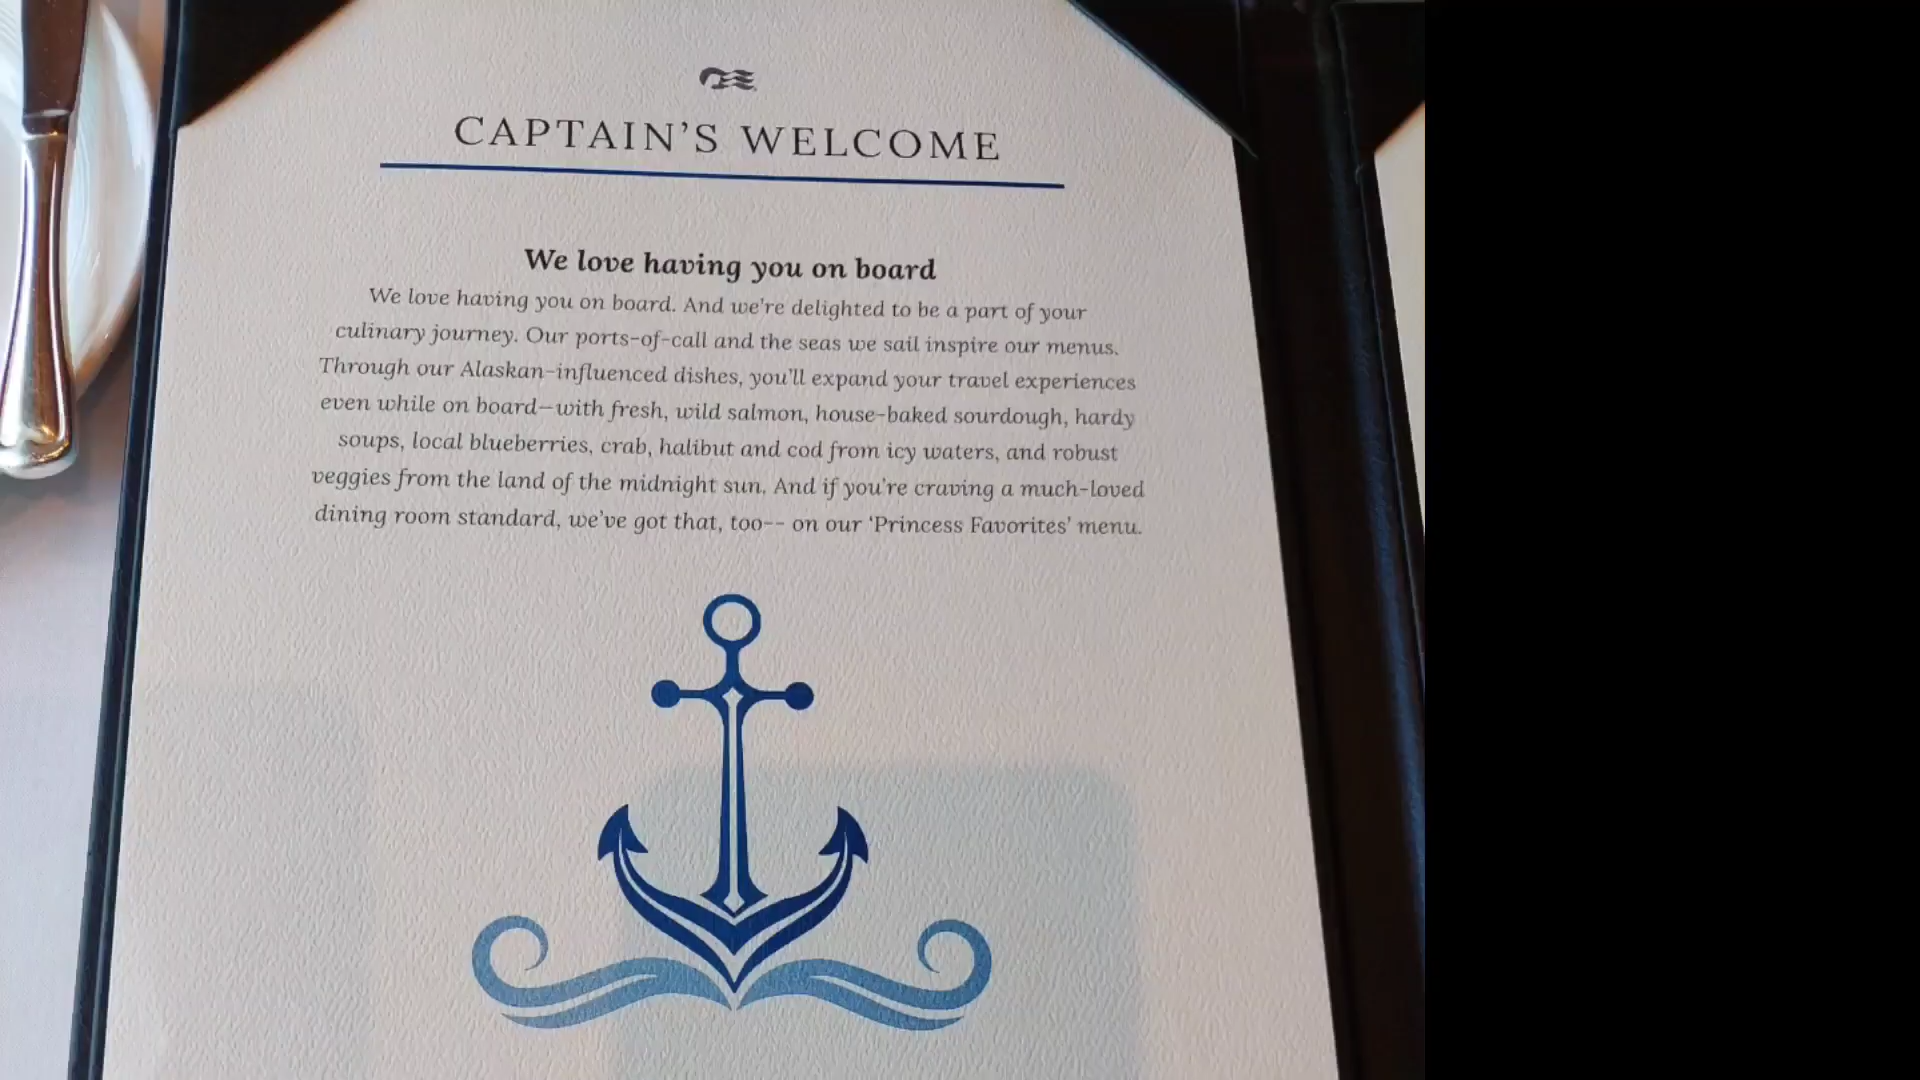 CAPTAIN’S WELCOME
We love having you on board
We love having you on board. And we’re delighted to be a part of your
culinary journey. Our ports-of-call and the seas we sail inspire our menus.
Through our Alaskan-influenced dishes, you’ll expand your travel experiences
even while on board—with fresh, wild salmon, house-baked sourdough, hardy
soups, local blueberries, crab, halibut and cod from icy waters, and robust
veggies from the land of the midnight sun. And if you’re craving a much-loved
dining room standard, we’ve got that, too-- on our ‘Princess Favorites’ menu.